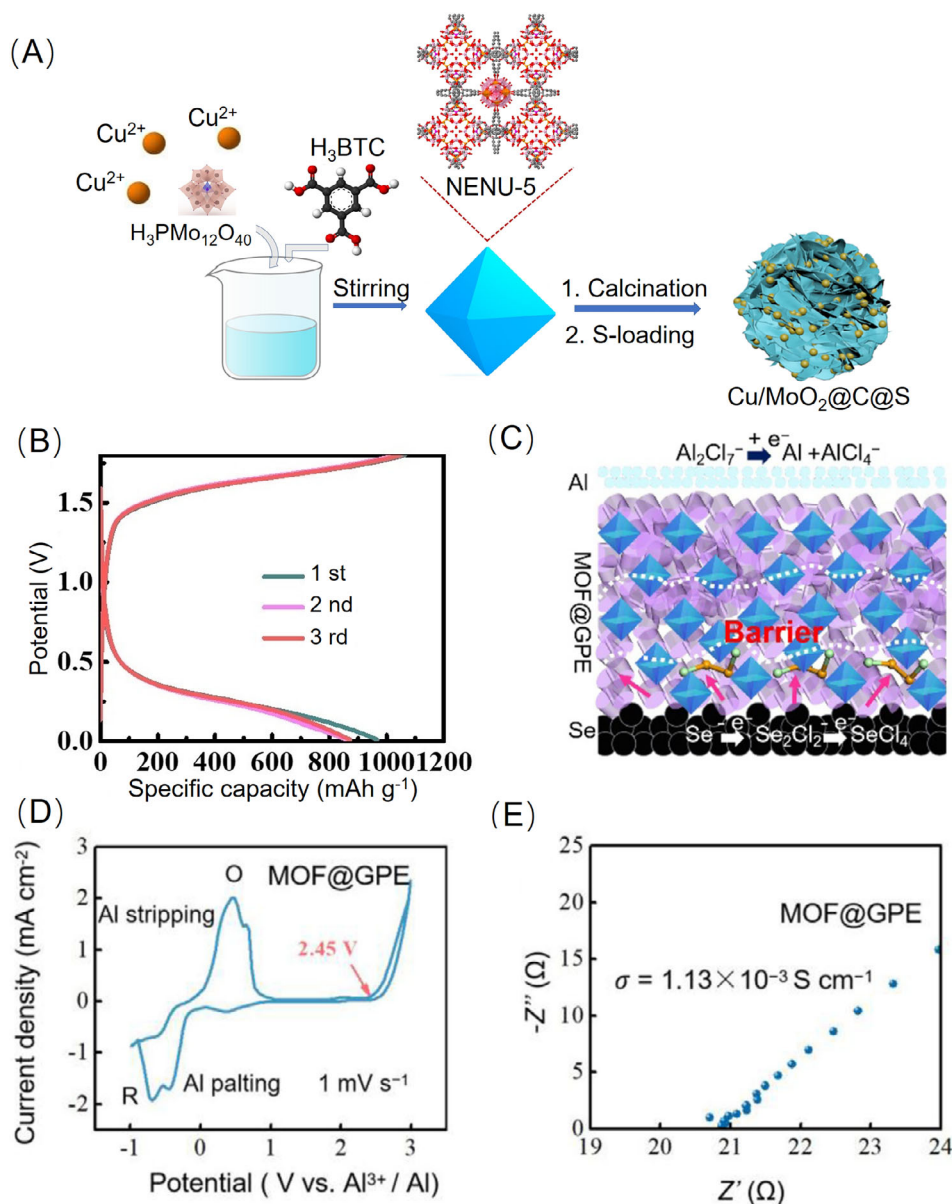 (A)
Cu²⁺
Cu²⁺
Cu²⁺
H₃BTC
H₃PMo₁₂O₄₀
NENU-5
Stirring
1. Calcination
2. S-loading
Cu/MoO₂@C@S
(B)
Potential (V)
1.5
1.0
0.5
0.0
1 st
2 nd
3 rd
0 200 400 600 800 1000 1200
Specific capacity (mAh g⁻¹)
(C)
Al₂Cl₇⁻ + e⁻ Al +AlCl₄⁻
Al
MOF@GPE
Barrier
Se
Se - e⁻ Se₂Cl₂ - e⁻ SeCl₄
(D)
Current density (mA cm⁻²)
3
2
1
0
-1
-2
O
MOF@GPE
Al stripping
2.45 V
R
Al palting
1 mV s⁻¹
-1 0 1 2 3
Potential ( V vs. Al³⁺ / Al)
(E)
-Z'' (Ω)
25
20
15
10
5
0
MOF@GPE
σ = 1.13×10⁻³ S cm⁻¹
19 20 21 22 23 24
Z' (Ω)